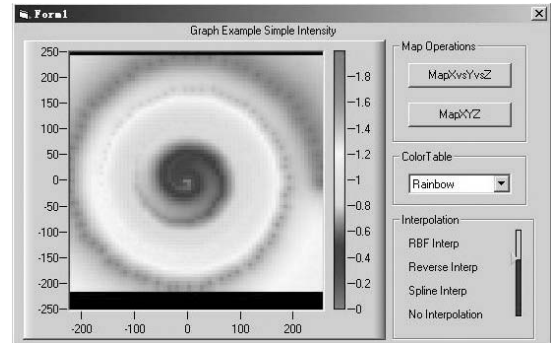 Form1
Graph Example Simple Intensity
250
200
150
100
50
0
-50
-100
-150
-200
-250
-200
-100
0
100
200
1.8
1.6
1.4
1.2
1
0.8
0.6
0.4
0.2
0
Map Operations
MapXvsYvsZ
MapXYZ
ColorTable
Rainbow
Interpolation
RBF Interp
Reverse Interp
Spline Interp
No Interpolation